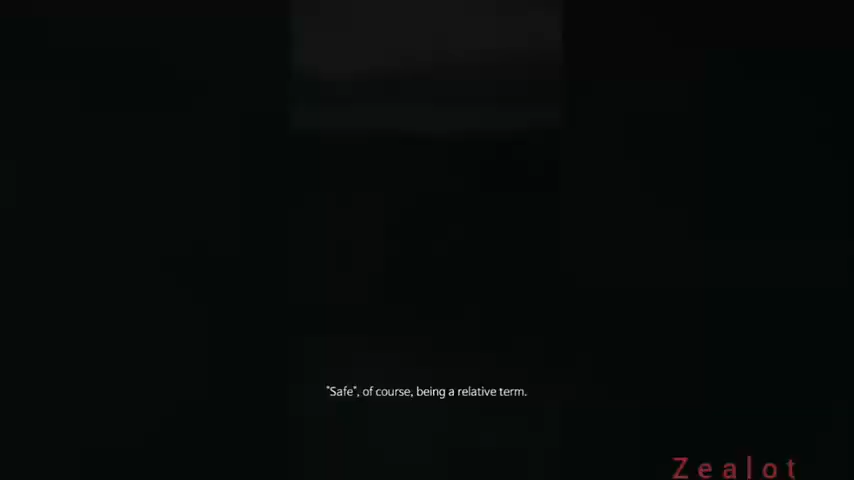 "Safe", of course, being a relative term.
Zealot